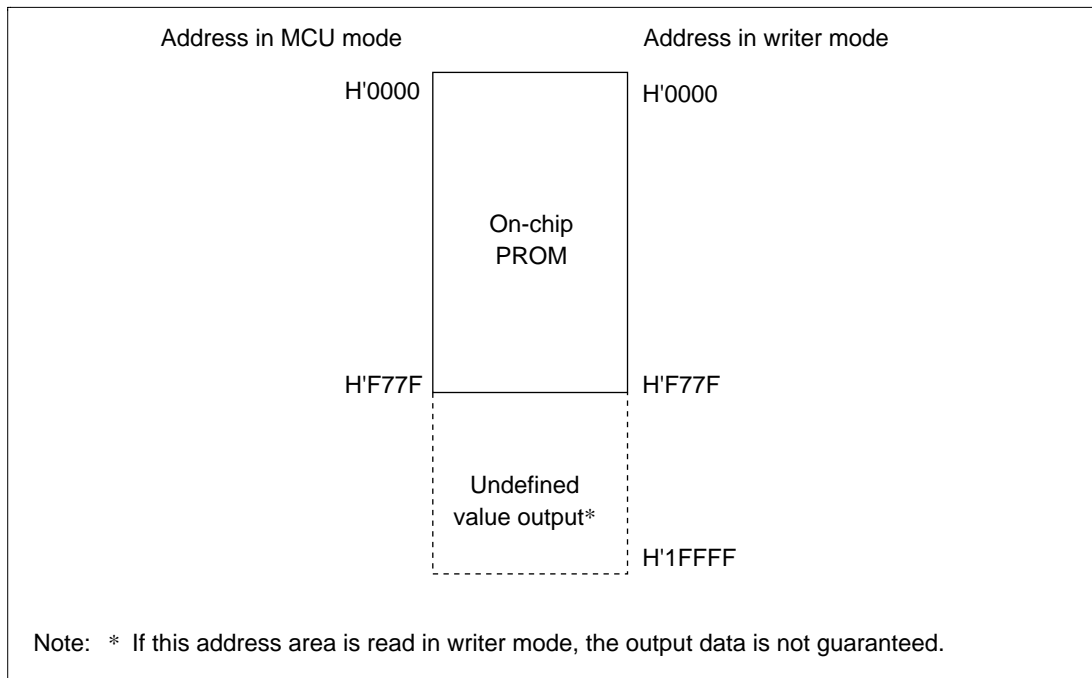 Address in MCU mode
Address in writer mode
H'0000
H'0000
On-chip
PROM
H'F77F
H'F77F
Undefined
value output*
H'1FFFF
Note: * If this address area is read in writer mode, the output data is not guaranteed.